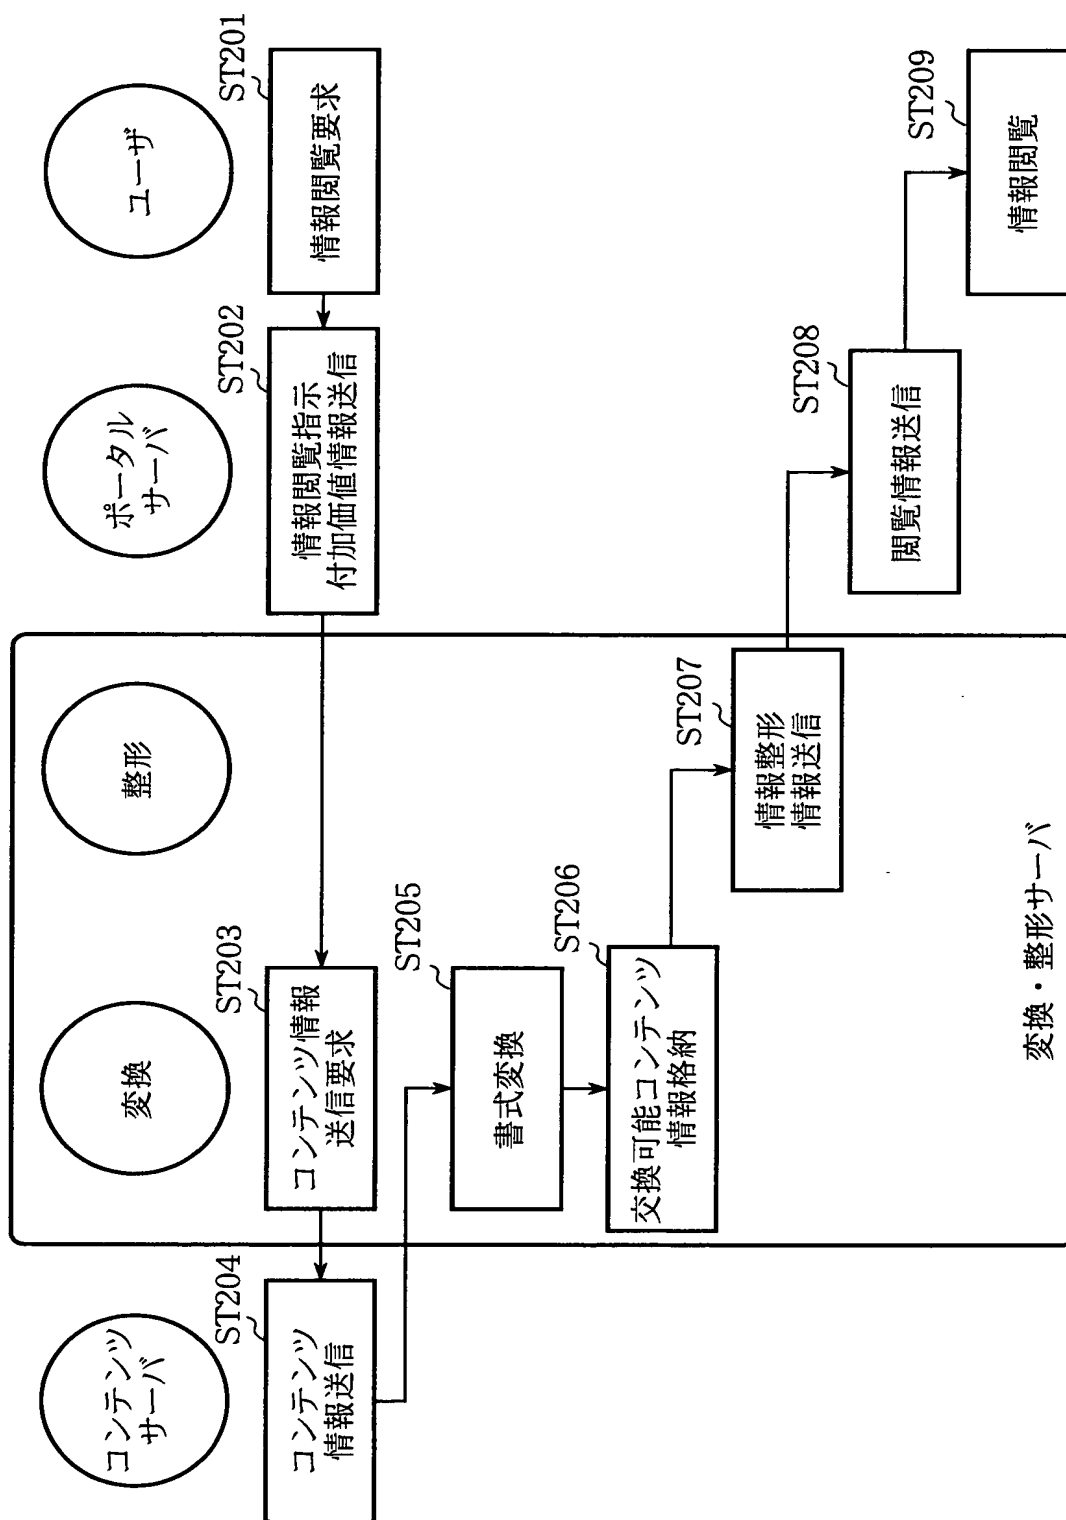 コンテンツ
サーバ
変換
整形
ポータル
サーバ
ユーザ
ST201
情報閲覧要求
ST202
情報閲覧指示
付加価値情報送信
ST203
コンテンツ情報
送信要求
ST204
コンテンツ
情報送信
ST205
書式変換
ST206
交換可能コンテンツ
情報格納
ST207
情報整形
情報送信
ST208
閲覧情報送信
ST209
情報閲覧
変換・整形サーバ